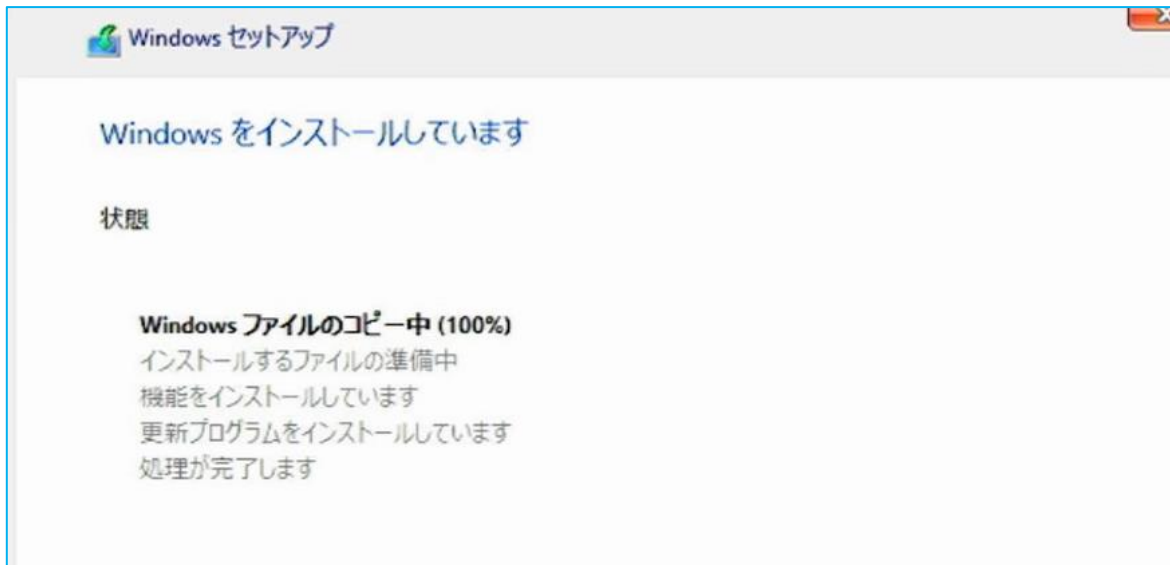 Windows セットアップ
Windows をインストールしています
状態
Windows ファイルのコピー中 (100%)
インストールするファイルの準備中
機能をインストールしています
更新プログラムをインストールしています
処理が完了します